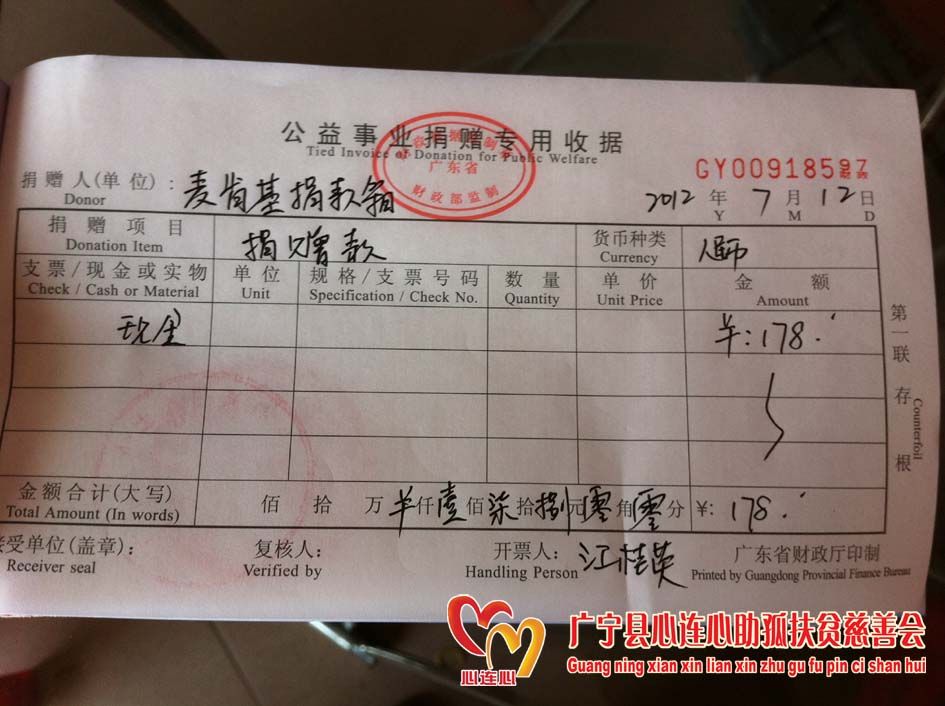 公益事业捐赠专用收据
Tied Invoice of Donation for Public Welfare
广东省
财政部监制
GY00918597
捐赠人(单位): 麦肯基捐款箱 2012 年 7 月 12 日
Donor Y M D
捐赠项目 捐赠款 货币种类
Donation Item Currency
支票/现金或实物 单位 规格/支票号码 数量 单价 金额
Check / Cash or Material Unit Specification / Check No. Quantity Unit Price Amount
现金 ¥:178.
第一联存根
Counterfoil
金额合计(大写) 佰 拾 万 仟壹佰柒拾捌元零角零分 ¥: 178.
Total Amount (In words)
接受单位(盖章): 复核人: 开票人: 江桂英 广东省财政厅印制
Receiver seal Verified by Handling Person Printed by Guangdong Provincial Finance Bureau
心连心
广宁县心连心助孤扶贫慈善会
Guang ning xian xin lian xin zhu gu fu pin ci shan hui